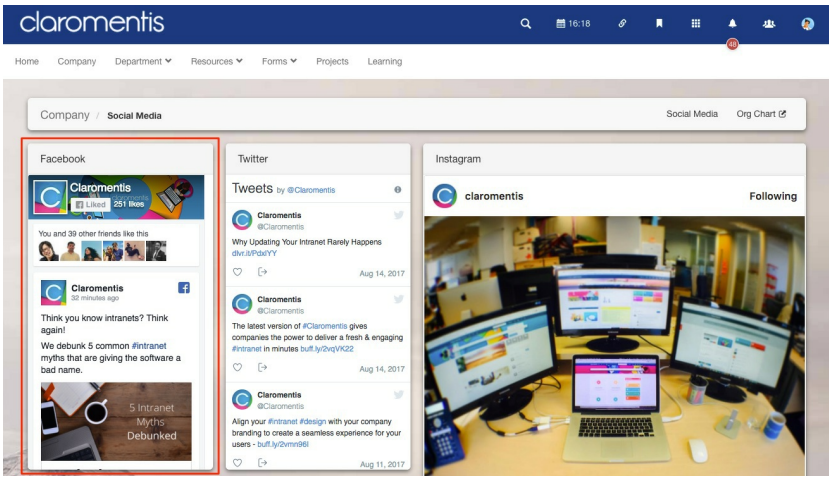 claromentis
16:18
48
Home Company Department Resources Forms Projects Learning
Company / Social Media
Social Media Org Chart
Facebook
Claromentis
Liked 251 likes
You and 39 other friends like this
Claromentis
32 minutes ago
Think you know intranets? Think
again!
We debunk 5 common #intranet
myths that are giving the software a
bad name.
5 Intranet
Myths
Debunked
Twitter
Tweets by @Claromentis
Claromentis
@Claromentis
Why Updating Your Intranet Rarely Happens
dlvr.it/PdxlYY
Aug 14, 2017
Claromentis
@Claromentis
The latest version of #Claromentis gives
companies the power to deliver a fresh & engaging
#intranet in minutes buff.ly/2vqVK22
Aug 14, 2017
Claromentis
@Claromentis
Align your #intranet #design with your company
branding to create a seamless experience for your
users - buff.ly/2vmn96l
Aug 11, 2017
Instagram
claromentis Following